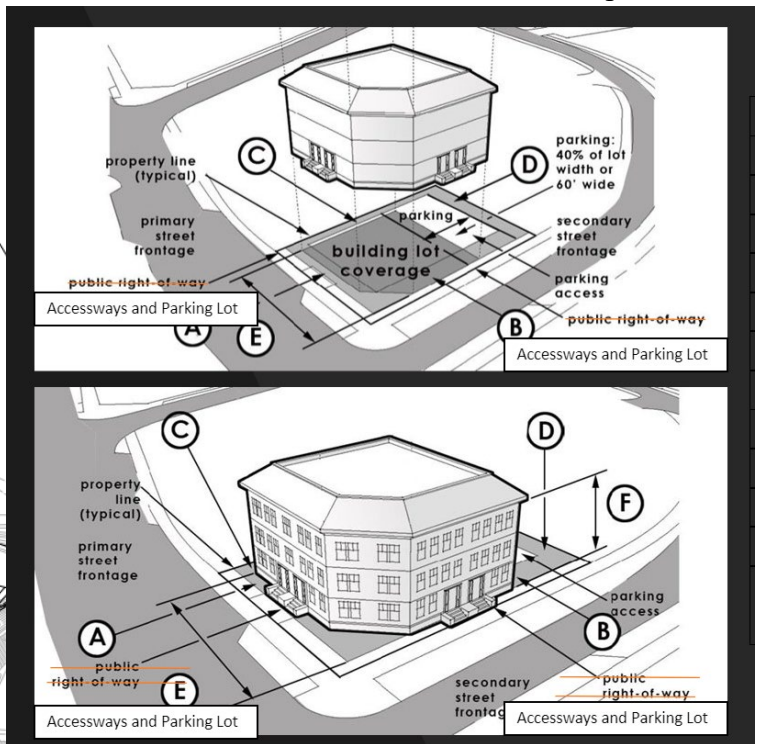 C
property line
(typical)
D
parking:
40% of lot
width or
60' wide
primary
street
frontage
parking
secondary
street
frontage
building lot
coverage
public right-of-way
parking
access
Accessways and Parking Lot
A
E
B
public right-of-way
Accessways and Parking Lot
C
D
property
line
(typical)
F
primary
street
frontage
parking
access
A
B
public
right-of-way
E
secondary
street
frontag
public
right-of-way
Accessways and Parking Lot
Accessways and Parking Lot